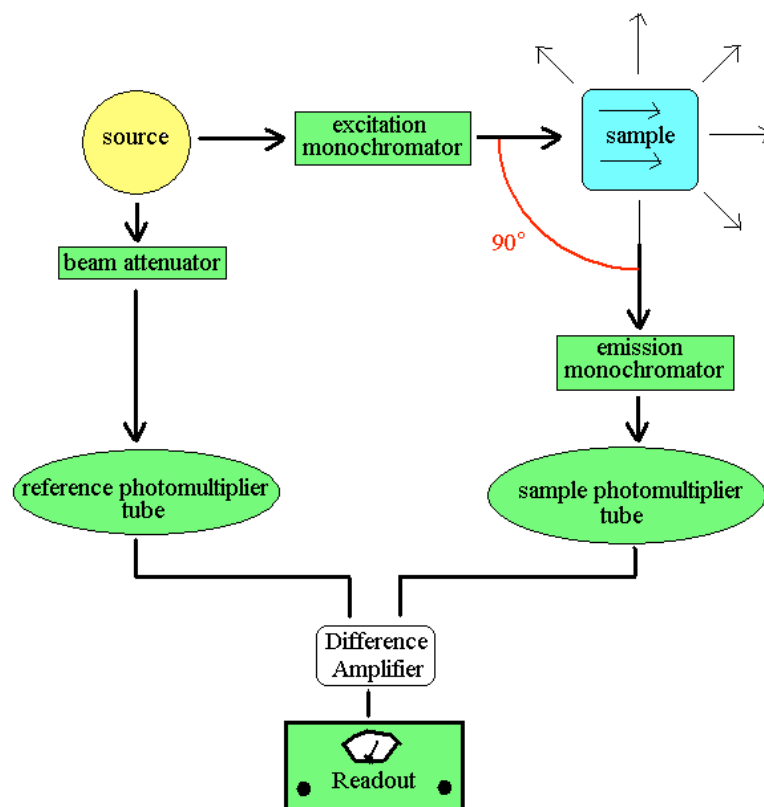 source
excitation
monochromator
sample
90°
beam attenuator
emission
monochromator
reference photomultiplier
tube
sample photomultiplier
tube
Difference
Amplifier
Readout